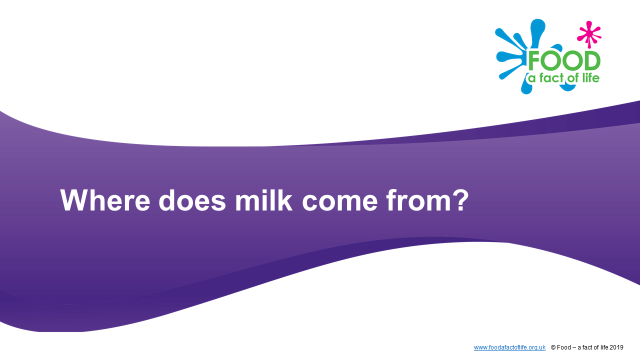 FOOD
a fact of life
Where does milk come from?
www.foodafactoflife.org.uk © Food – a fact of life 2019